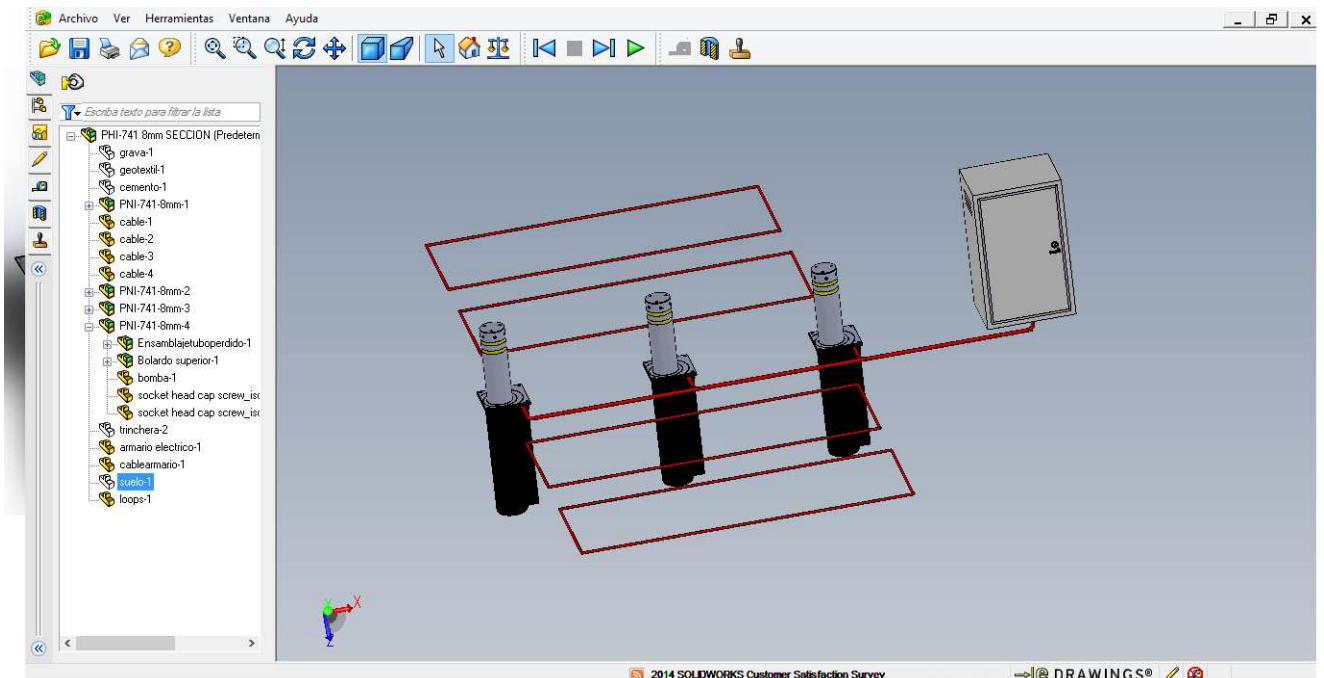 Archivo Ver Herramientas Ventana Ayuda
Escriba texto para filtrar la lista
PHI-741 8mm SECCION (Predetern
grava-1
geotextil-1
cemento-1
PNI-741-8mm-1
cable-1
cable-2
cable-3
cable-4
PNI-741-8mm-2
PNI-741-8mm-3
PNI-741-8mm-4
Ensamblajetuboperdido-1
Bolardo superior-1
bomba-1
socket head cap screw_iso
socket head cap screw_iso
trinchera-2
armario electrico-1
cablearmario-1
suelo-1
loops-1
Y
X
Z
2014 SOLIDWORKS Customer Satisfaction Survey
DRAWINGS®